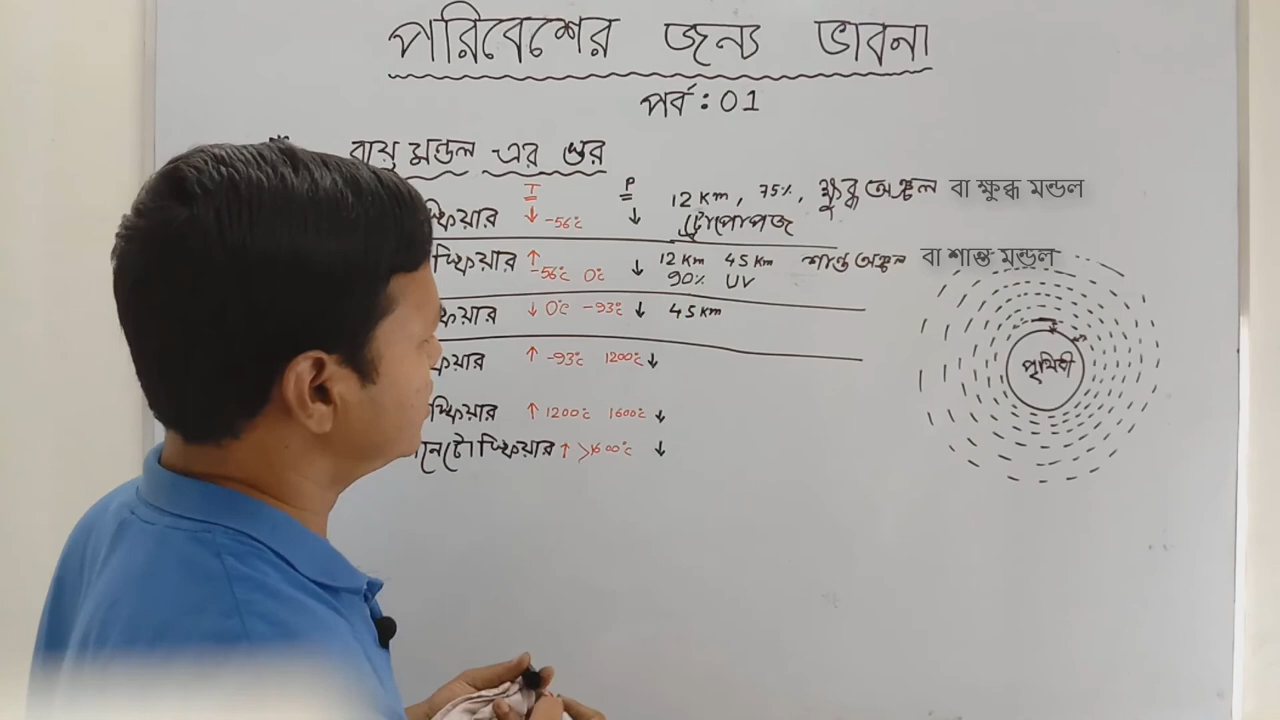 পরিবেশের জন্য ভাবনা
পর্ব : 01
বায়ু মন্ডল এর স্তর
T P
ফিয়ার ↓ -56°c ↓ 12 Km , 75% , ক্ষুব্ধ অঞ্চল বা ক্ষুব্ধ মন্ডল
ট্রোপোপজ
স্ফিয়ার ↑ -56°c 0°c ↓ 12 Km 45 Km শান্ত অঞ্চল বা শান্ত মন্ডল
90% UV
ফিয়ার ↓ 0°c -93°c ↓ 45 Km
ফিয়ার ↑ -93°c 1200°c ↓
স্ফিয়ার ↑ 1200°c 1600°c ↓
নেটোস্ফিয়ার ↑ >1600°c ↓
পৃথিবী